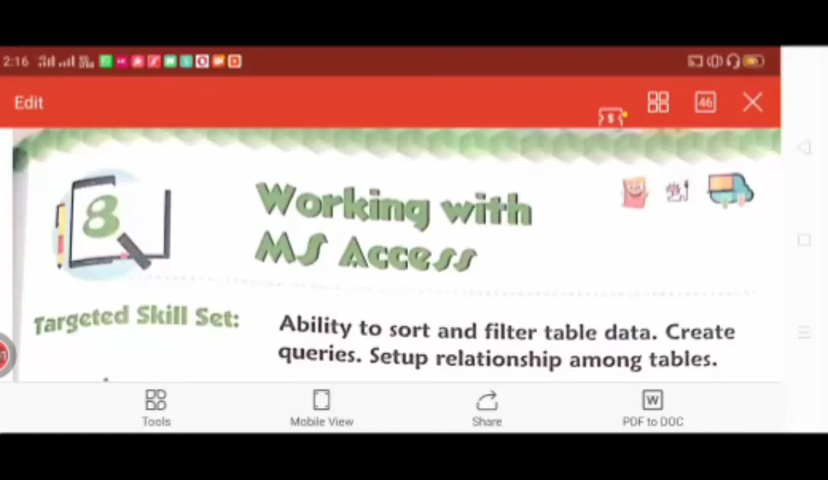 2:16
Edit
46
8
Working with
MS Access
Targeted Skill Set:
Ability to sort and filter table data. Create
queries. Setup relationship among tables.
Tools
Mobile View
Share
W
PDF to DOC